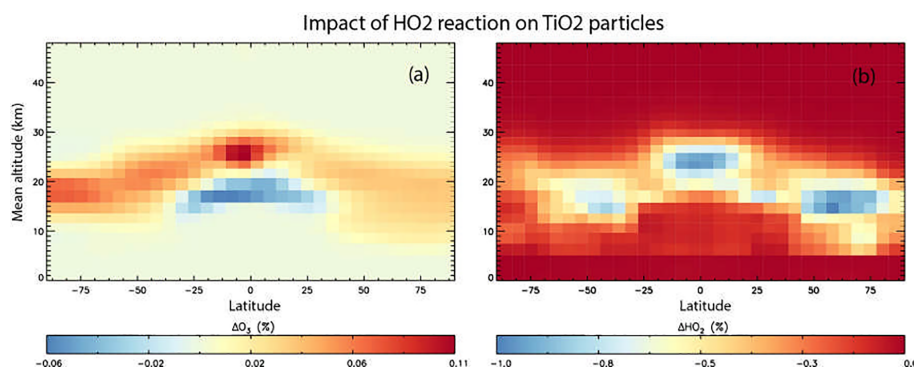 Impact of HO2 reaction on TiO2 particles
(a)
(b)
Mean altitude (km)
40
30
20
10
0
40
30
20
10
0
-75 -50 -25 0 25 50 75
-75 -50 -25 0 25 50 75
Latitude
Latitude
ΔO₃ (%)
ΔHO₂ (%)
-0.06 -0.02 0.02 0.06 0.11
-1.0 -0.8 -0.5 -0.3